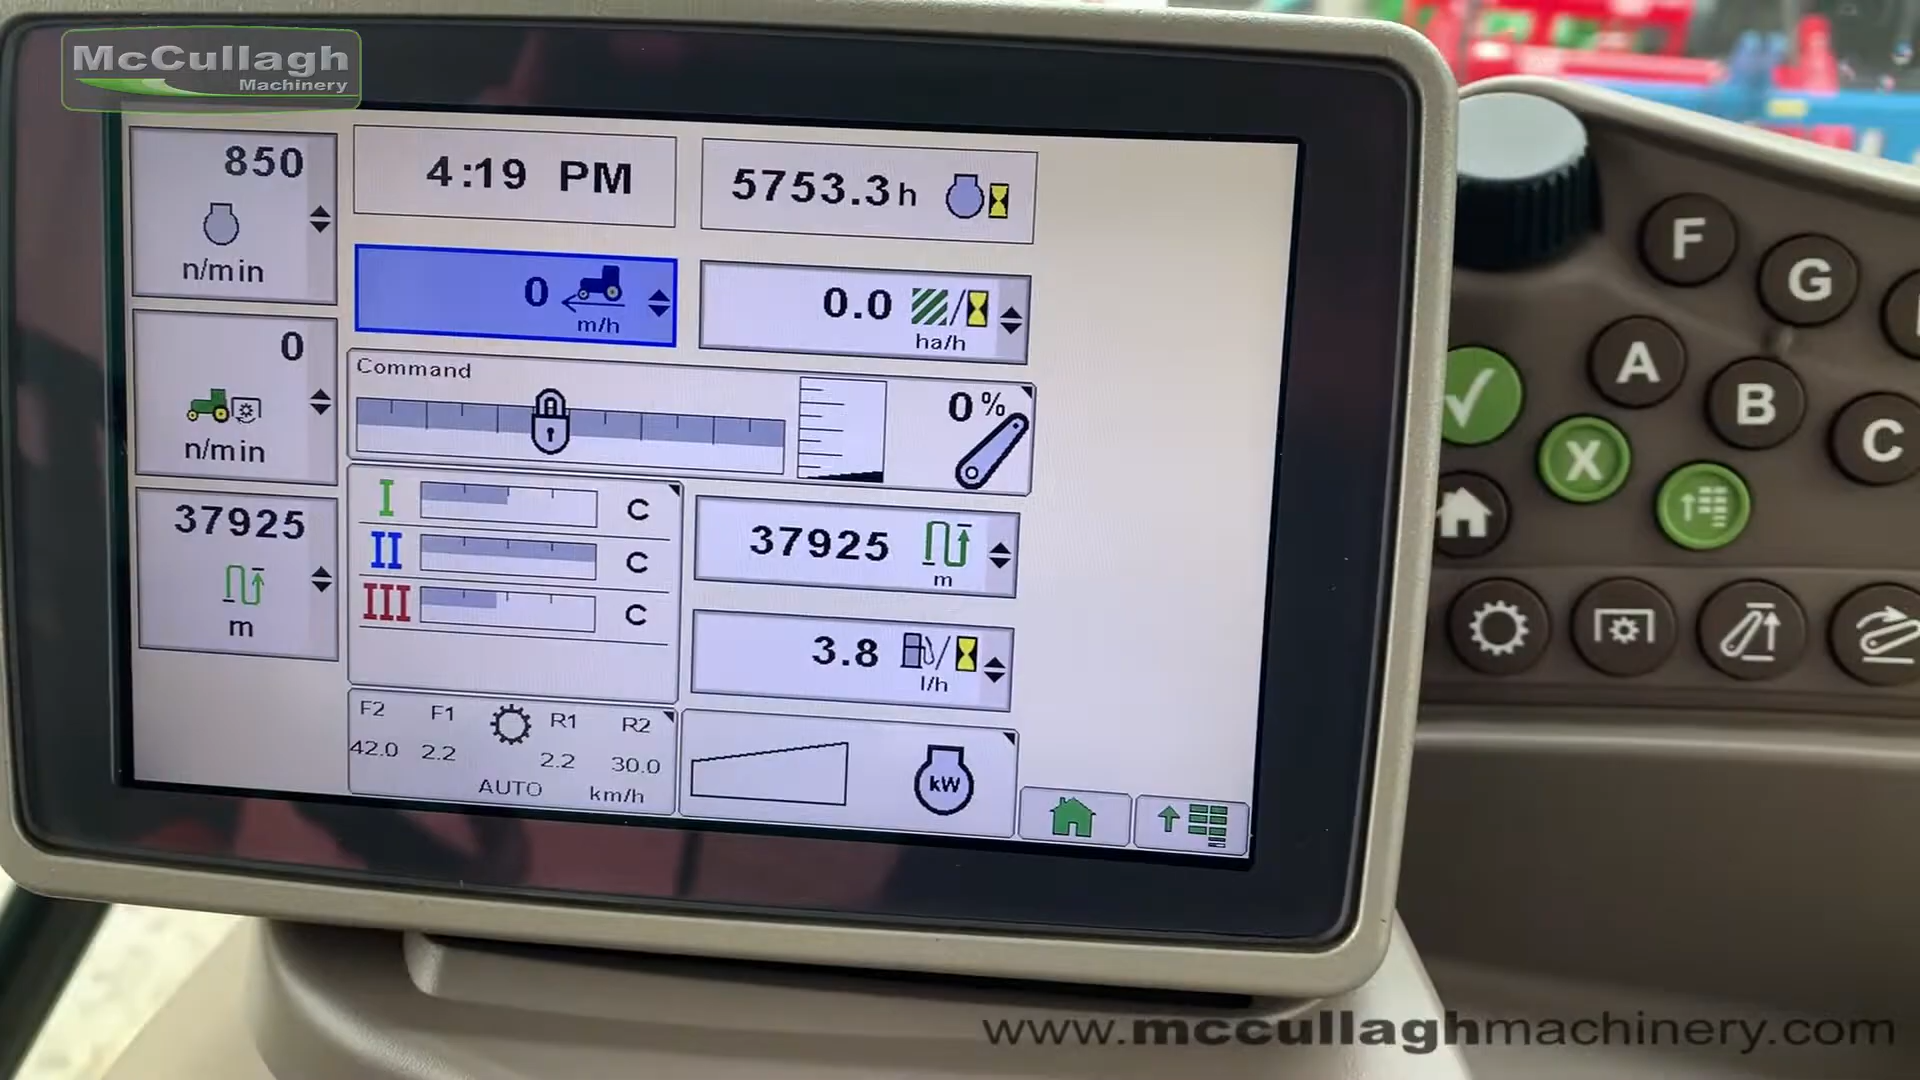 McCullagh
Machinery
850
n/min
4:19 PM
5753.3 h
0
m/h
0.0
ha/h
0
n/min
Command
0 %
37925
m
I C
II C
III C
37925
m
3.8
l/h
F2 F1 R1 R2
42.0 2.2 2.2 30.0
AUTO km/h
kW
F
G
A
B
C
X
www.mccullaghmachinery.com